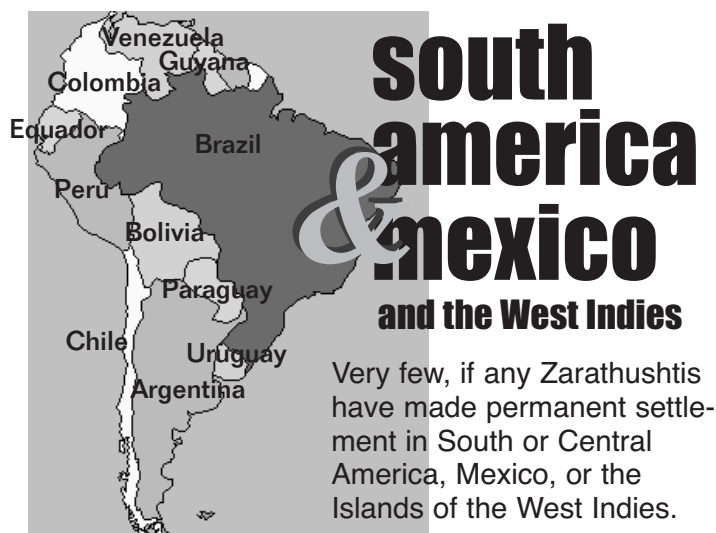 Venezuela
Guyana
Colombia
Equador
Brazil
Peru
Bolivia
Paraguay
Chile
Uruguay
Argentina
south
america
&
mexico
and the West Indies
Very few, if any Zarathushtis
have made permanent settle-
ment in South or Central
America, Mexico, or the
Islands of the West Indies.